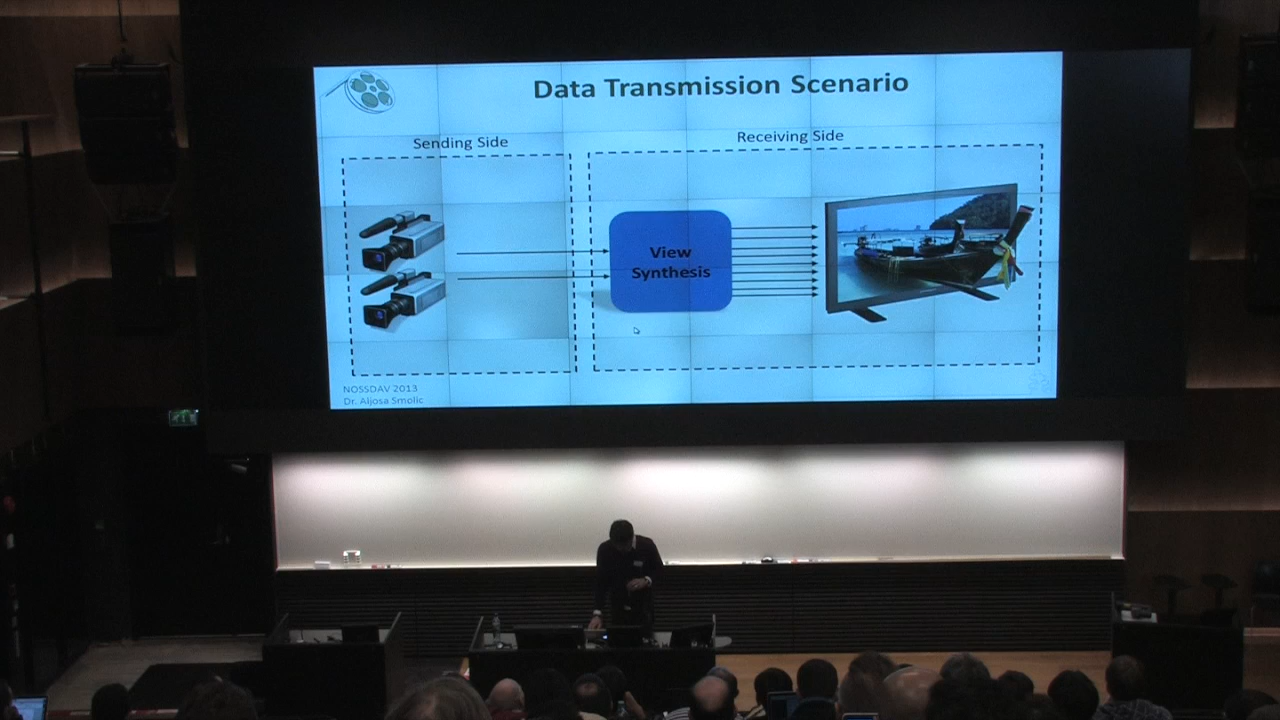 Data Transmission Scenario
Sending Side
Receiving Side
View
Synthesis
NOSSDAV 2013
Dr. Aljosa Smolic